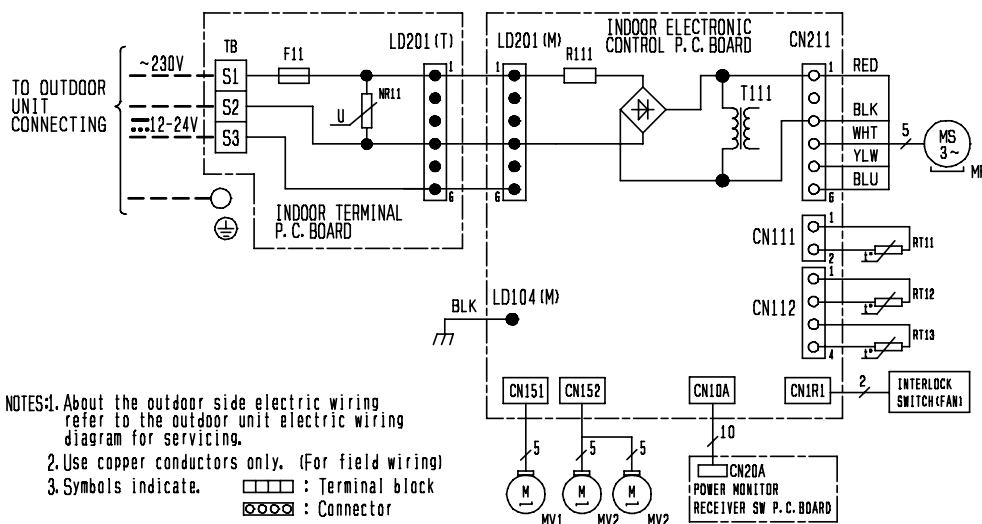 INDOOR ELECTRONIC
CONTROL P.C.BOARD
TB
F11
LD201(T)
LD201(M)
R111
CN211
~230V
S1
1
1
1
RED
TO OUTDOOR
UNIT
CONNECTING
S2
U
NR11
T111
BLK
12-24V
S3
WHT
5
MS
3~
YLW
BLU
6
6
6
INDOOR TERMINAL
P.C.BOARD
CN111
1
2
t°
RT11
LD104(M)
BLK
CN112
1
t°
RT12
4
t°
RT13
CN151
CN152
CN10A
CN1R1
2
INTERLOCK
SWITCH(FAN)
NOTES:1. About the outdoor side electric wiring
refer to the outdoor unit electric wiring
diagram for servicing.
2. Use copper conductors only. (For field wiring)
3. Symbols indicate.
: Terminal block
: Connector
5
5
5
10
M
MV1
M
MV2
M
MV2
CN20A
POWER MONITOR
RECEIVER SW P.C.BOARD